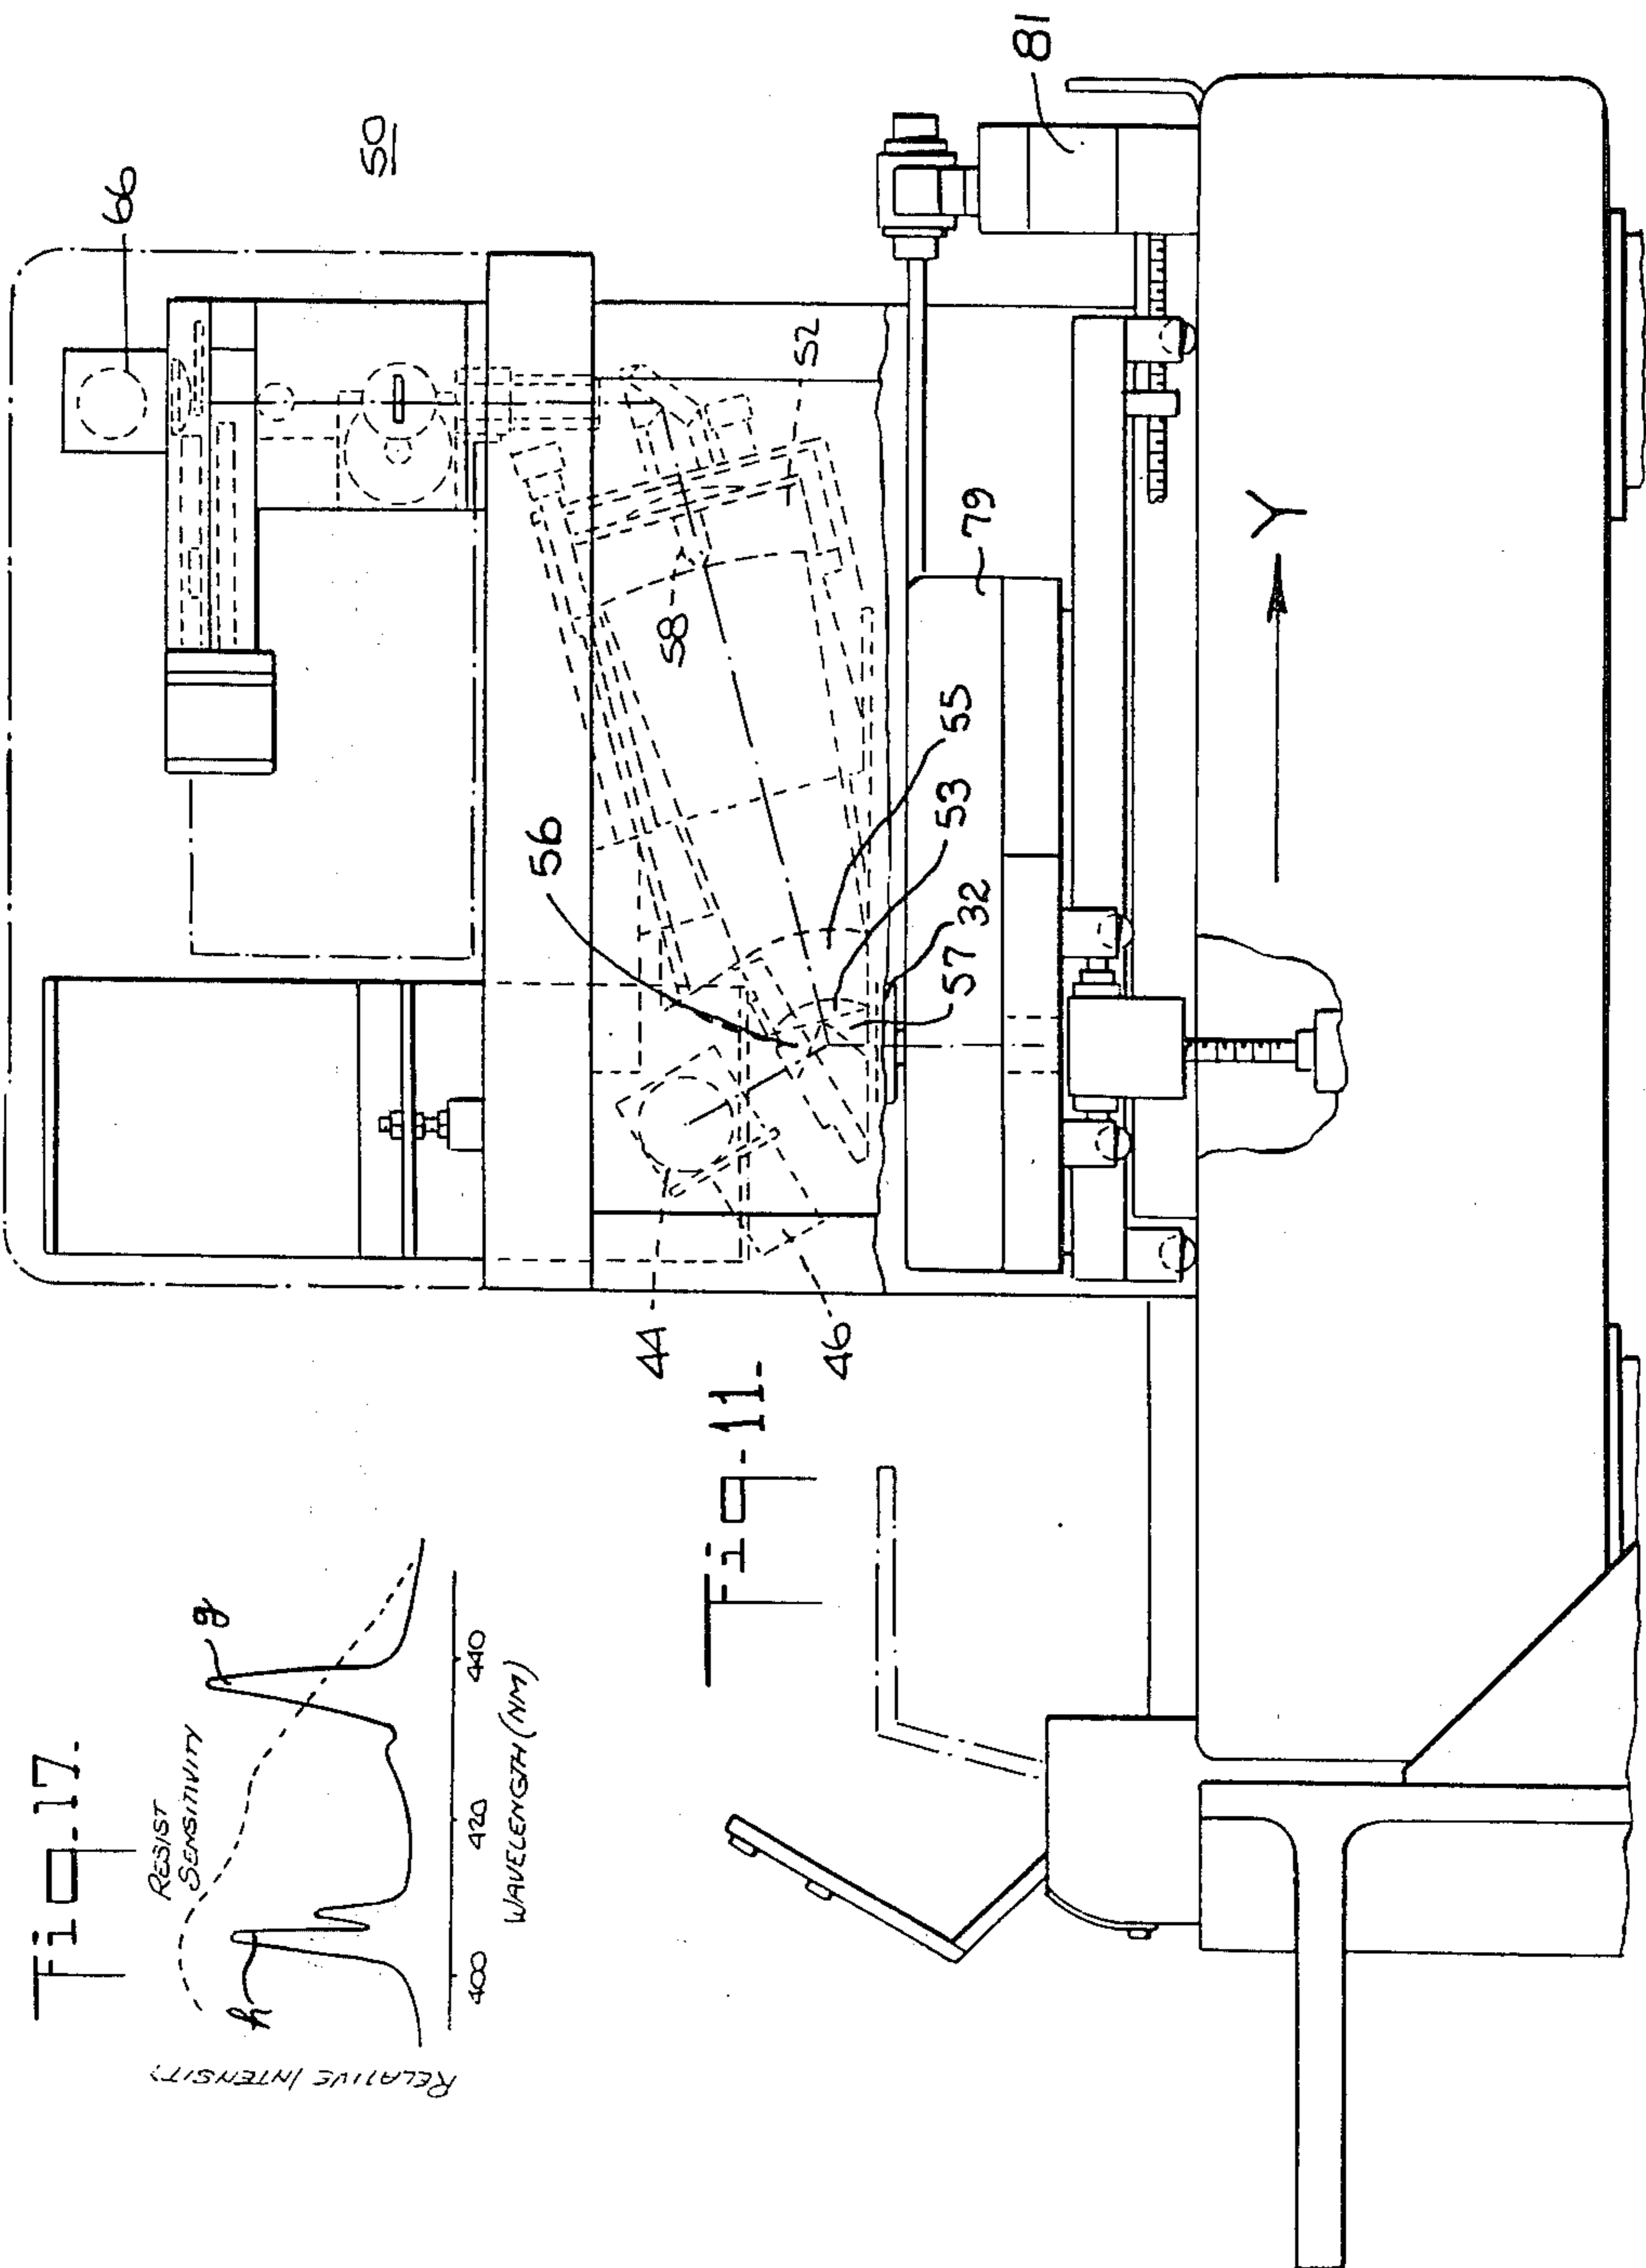 Fig. 17.
RESIST
SENSITIVITY
h
g
RELATIVE INTENSITY
400
420
440
WAVELENGTH (NM)
Fig. 11.
50
66
44
46
56
58
52
55
53
57
32
79
81
Y